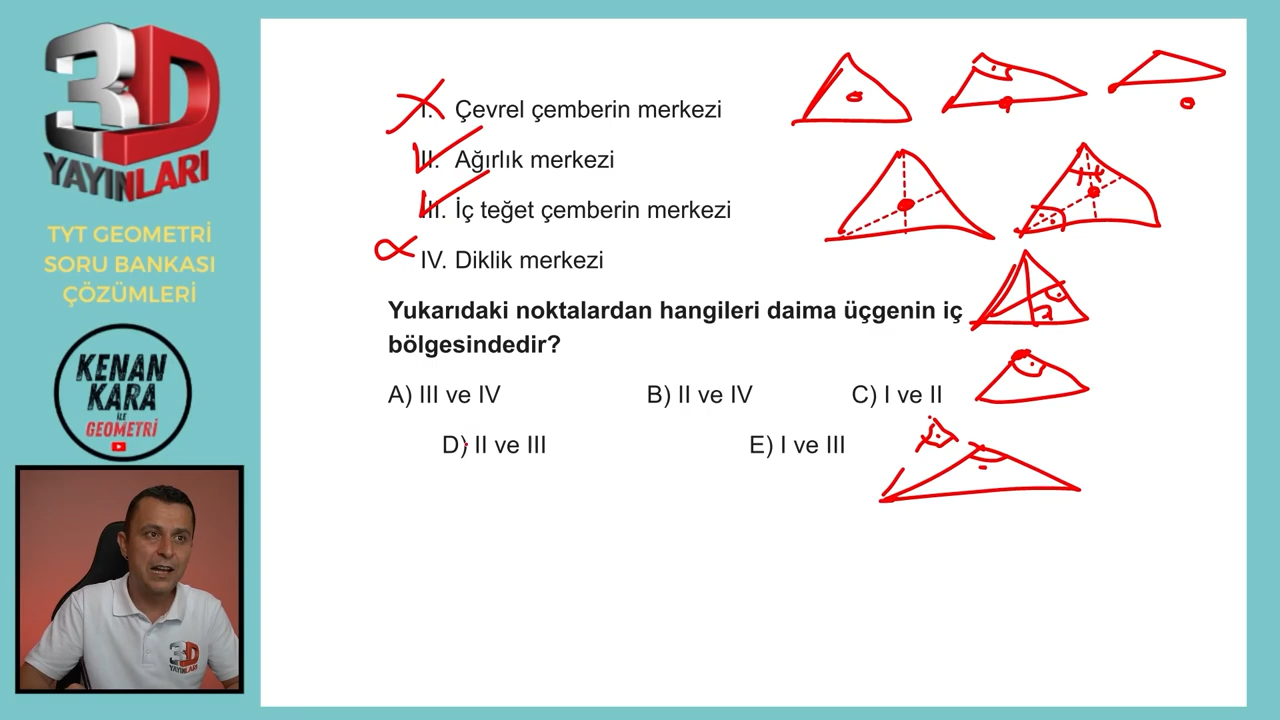 3D
YAYINLARI
TYT GEOMETRİ
SORU BANKASI
ÇÖZÜMLERİ
KENAN
KARA
İLE
GEOMETRİ
3D
YAYINLARI
I. Çevrel çemberin merkezi
II. Ağırlık merkezi
III. İç teğet çemberin merkezi
IV. Diklik merkezi
Yukarıdaki noktalardan hangileri daima üçgenin iç
bölgesindedir?
A) III ve IV B) II ve IV C) I ve II
D) II ve III E) I ve III